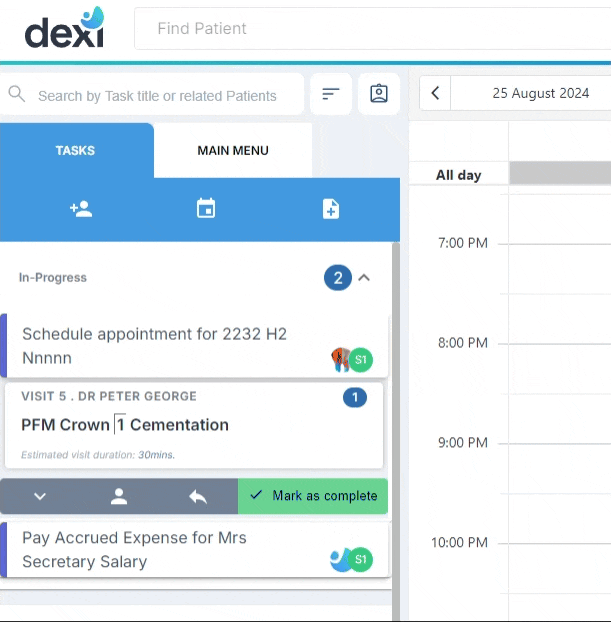 dexi
Find Patient
Search by Task title or related Patients
25 August 2024
TASKS
MAIN MENU
All day
In-Progress
2
7:00 PM
Schedule appointment for 2232 H2
Nnnnn
S1
8:00 PM
VISIT 5 . DR PETER GEORGE
1
PFM Crown 1 Cementation
9:00 PM
Estimated visit duration: 30mins.
Mark as complete
Pay Accrued Expense for Mrs
Secretary Salary
S1
10:00 PM